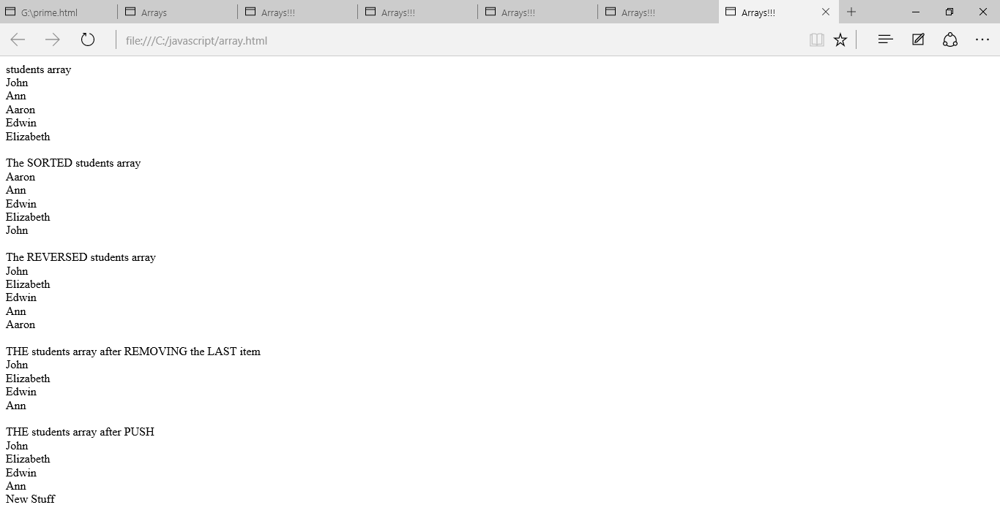 G:\prime.html
Arrays
Arrays!!!
Arrays!!!
Arrays!!!
Arrays!!!
Arrays!!!
file:///C:/javascript/array.html
students array
John
Ann
Aaron
Edwin
Elizabeth
The SORTED students array
Aaron
Ann
Edwin
Elizabeth
John
The REVERSED students array
John
Elizabeth
Edwin
Ann
Aaron
THE students array after REMOVING the LAST item
John
Elizabeth
Edwin
Ann
THE students array after PUSH
John
Elizabeth
Edwin
Ann
New Stuff